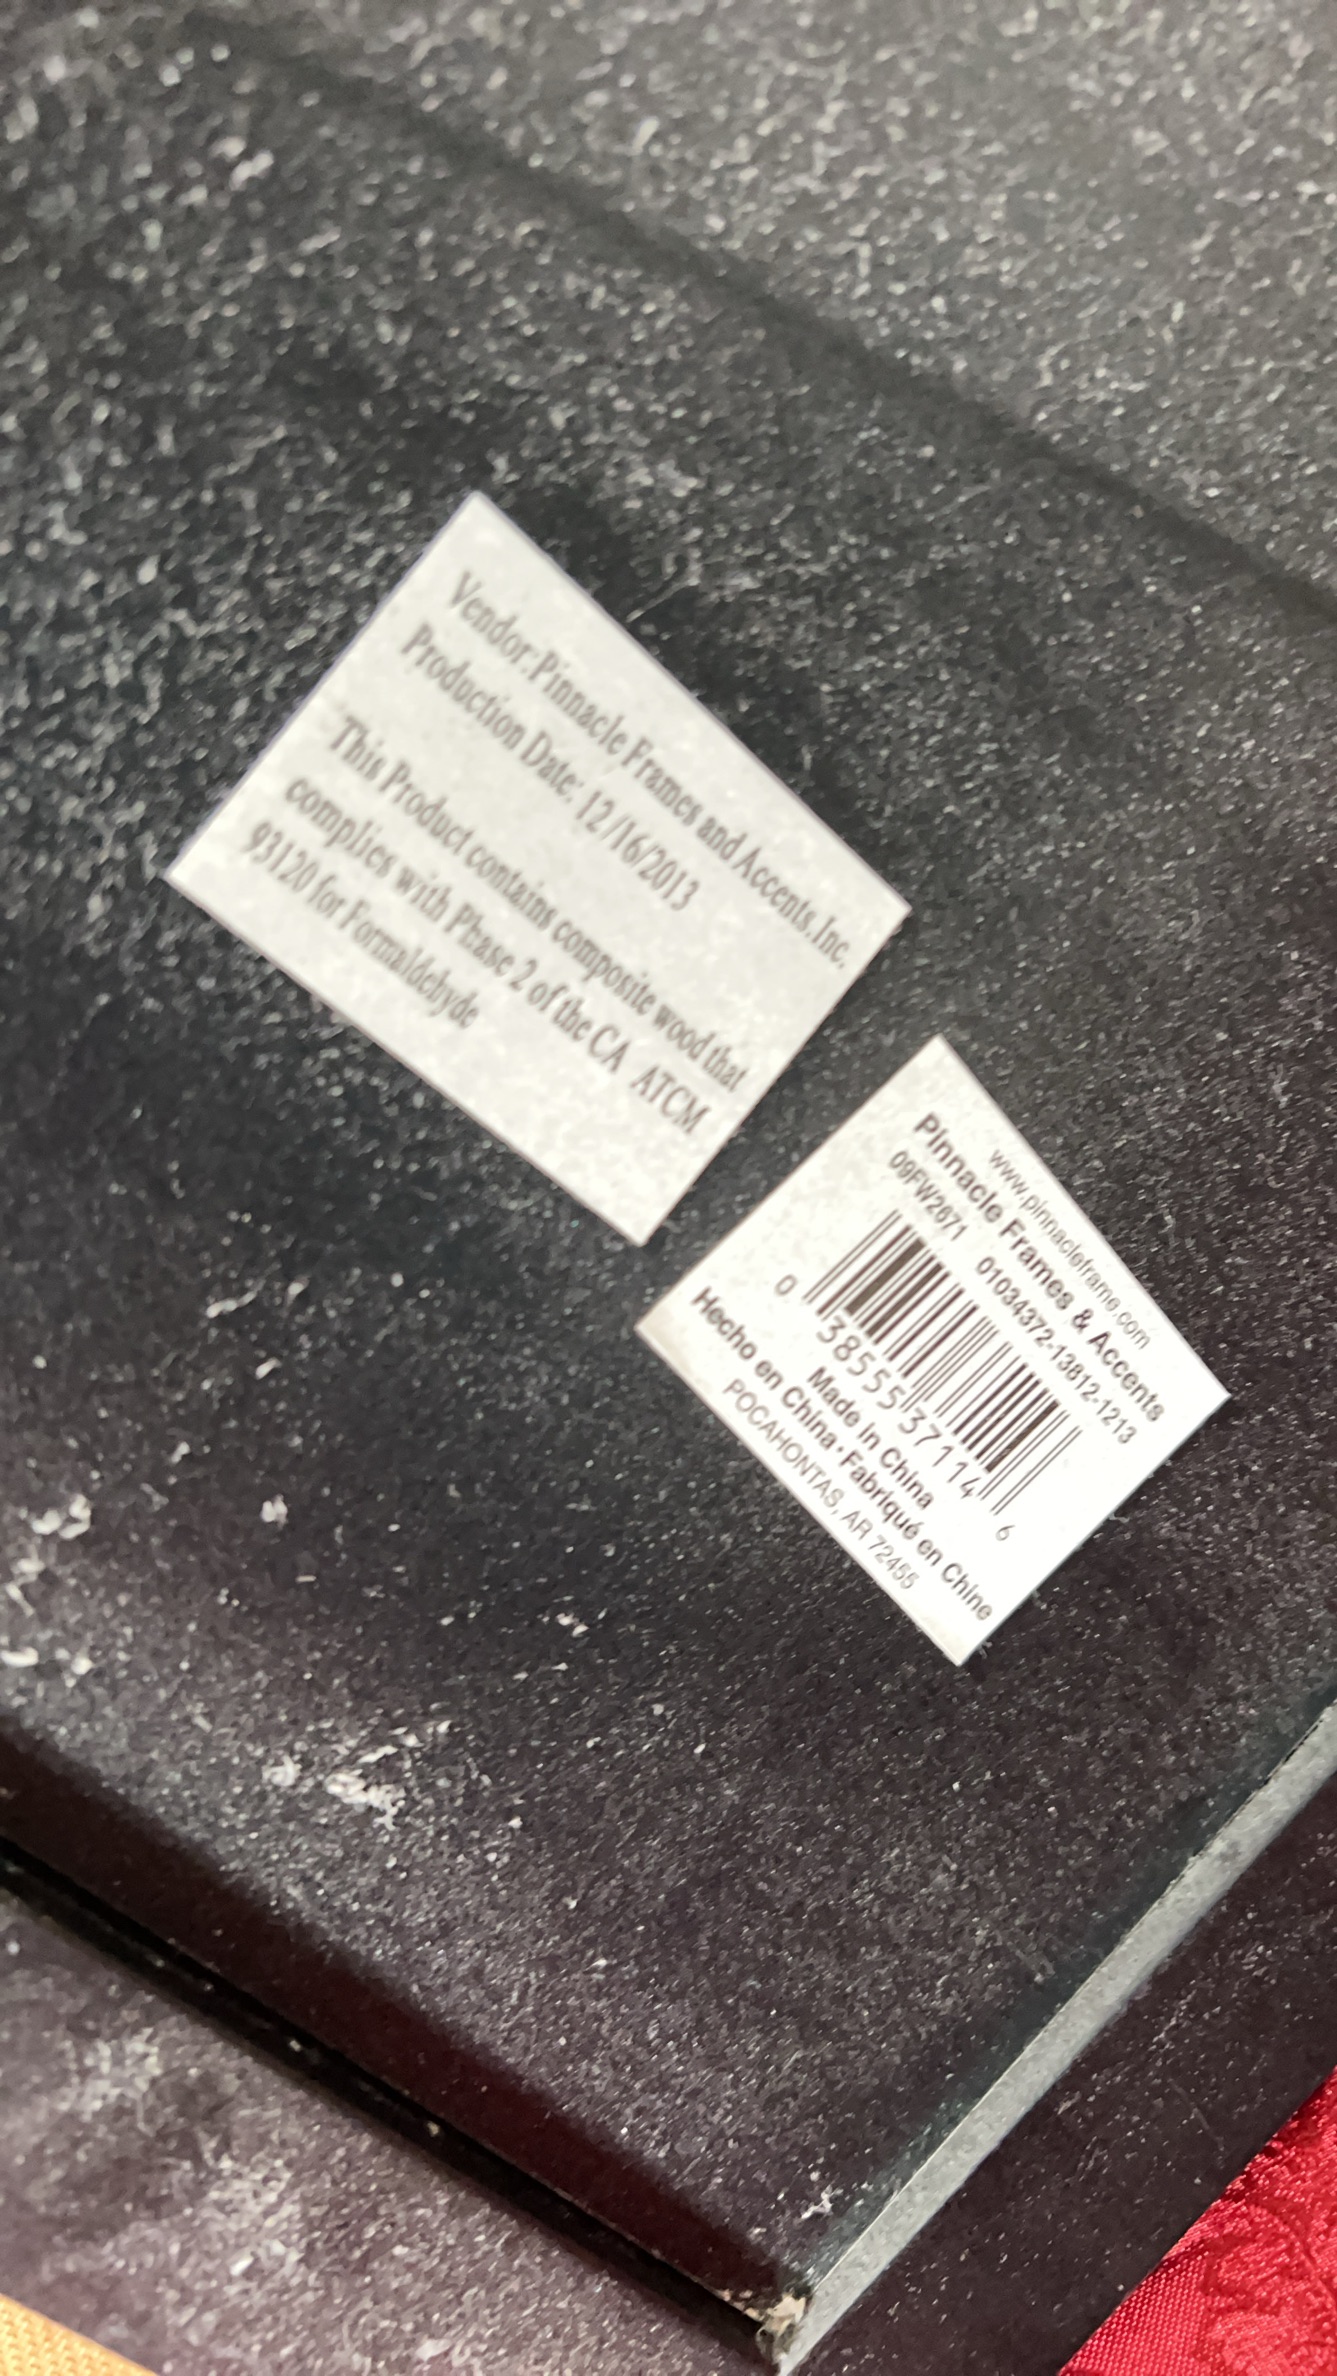 Vendor:Pinnacle Frames and Accents,Inc.
Production Date: 12/16/2013
This Product contains composite wood that
complies with Phase 2 of the CA ATCM
93120 for Formaldehyde
www.pinnacleframe.com
Pinnacle Frames & Accents
09FW2671 01034372-13812-1213
0 38555 37114 6
Made in China
Hecho en China·Fabriqué en Chine
POCAHONTAS, AR 72455